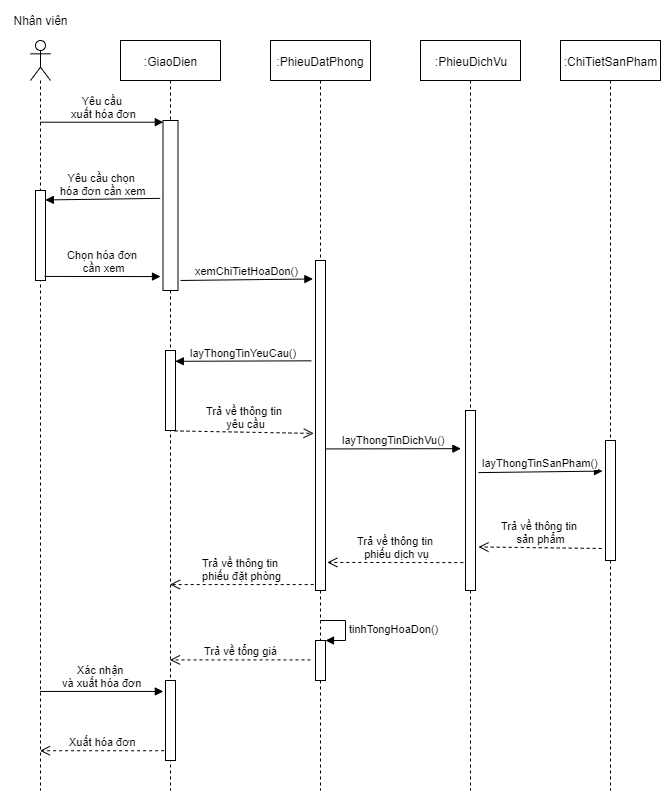 Nhân viên
:GiaoDien
:PhieuDatPhong
:PhieuDichVu
:ChiTietSanPham
Yêu cầu
xuất hóa đơn
Yêu cầu chọn
hóa đơn cần xem
Chọn hóa đơn
cần xem
xemChiTietHoaDon()
layThongTinYeuCau()
Trả về thông tin
yêu cầu
layThongTinDichVu()
layThongTinSanPham()
Trả về thông tin
sản phẩm
Trả về thông tin
phiếu dịch vụ
Trả về thông tin
phiếu đặt phòng
tinhTongHoaDon()
Trả về tổng giá
Xác nhận
và xuất hóa đơn
Xuất hóa đơn